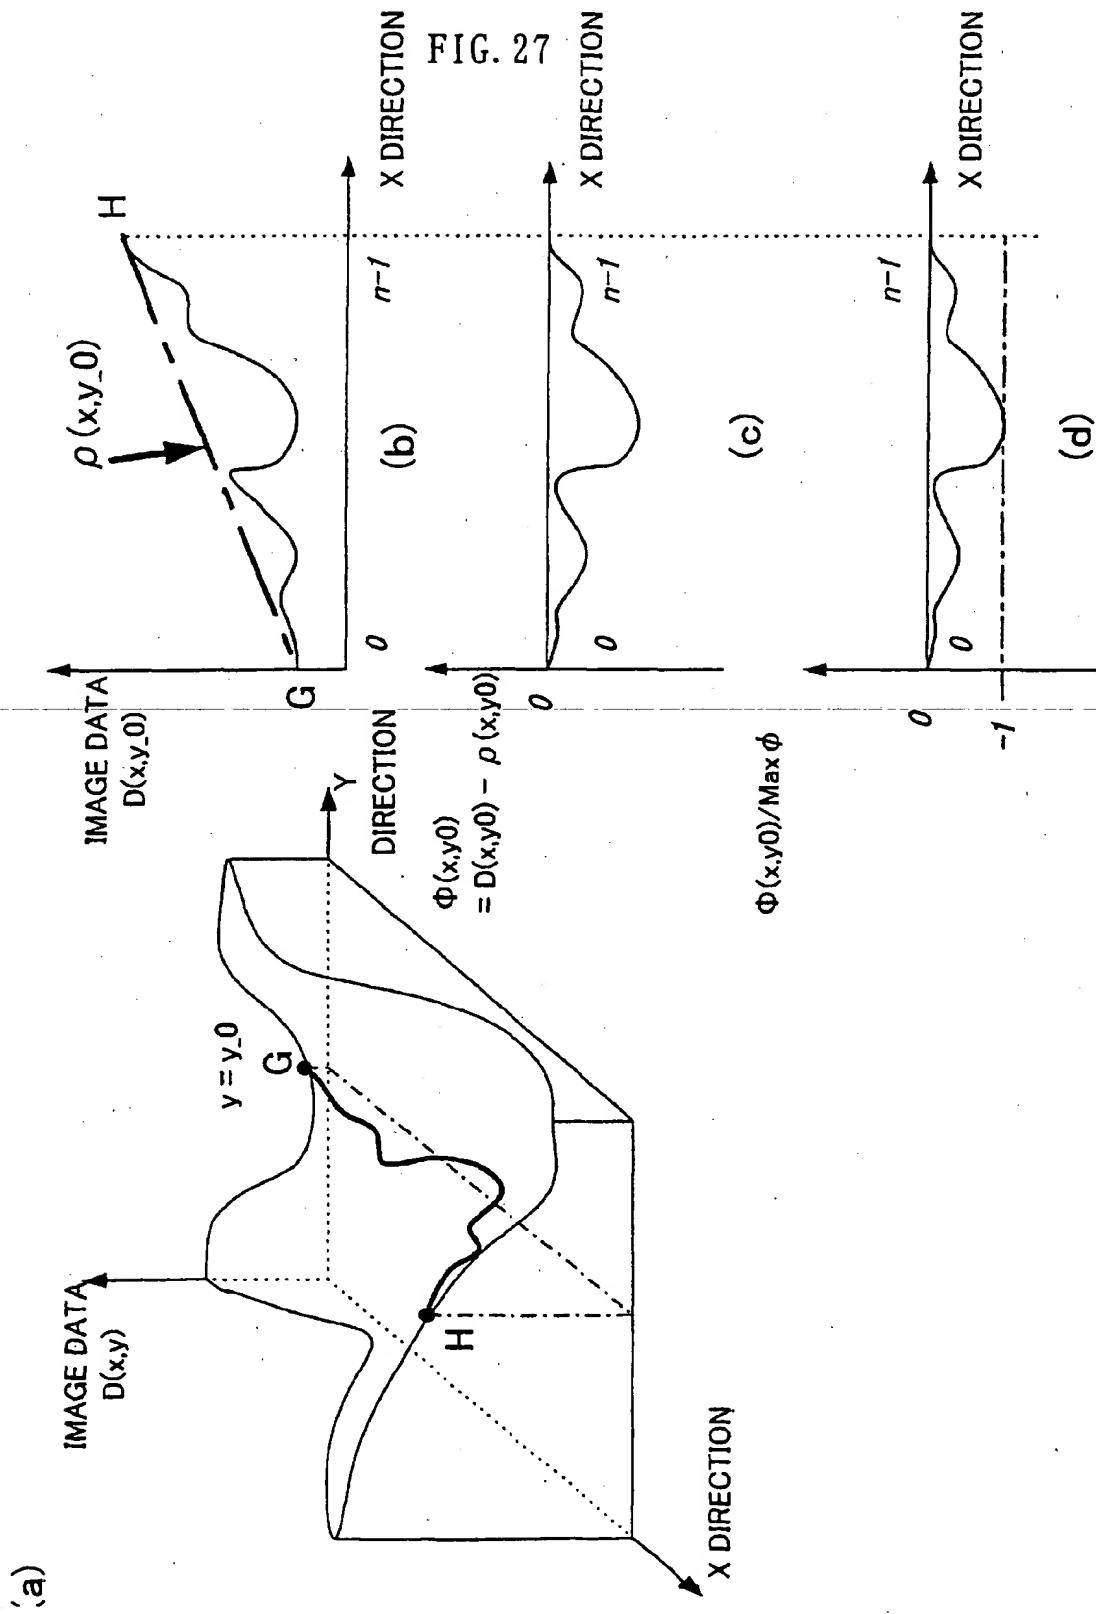 FIG. 27
(a)
IMAGE DATA
D(x,y)
y = y_0
G
H
Y
DIRECTION
X DIRECTION
IMAGE DATA
D(x,y_0)
ρ(x,y_0)
H
G
0
n-1
X DIRECTION
(b)
Φ(x,y0)
= D(x,y0) - ρ(x,y0)
0
0
n-1
X DIRECTION
(c)
Φ(x,y0)/Maxφ
0
-1
0
n-1
X DIRECTION
(d)